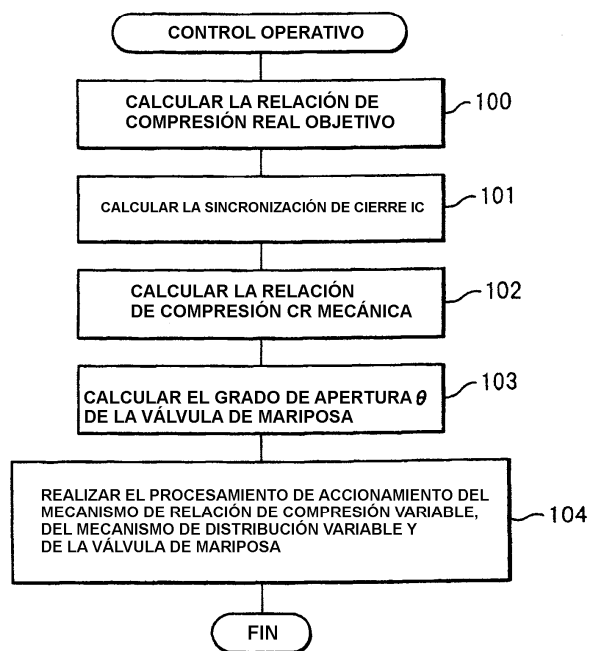 CONTROL OPERATIVO
CALCULAR LA RELACIÓN DE
COMPRESIÓN REAL OBJETIVO
100
CALCULAR LA SINCRONIZACIÓN DE CIERRE IC
101
CALCULAR LA RELACIÓN
DE COMPRESIÓN CR MECÁNICA
102
CALCULAR EL GRADO DE APERTURA θ
DE LA VÁLVULA DE MARIPOSA
103
REALIZAR EL PROCESAMIENTO DE ACCIONAMIENTO DEL
MECANISMO DE RELACIÓN DE COMPRESIÓN VARIABLE,
DEL MECANISMO DE DISTRIBUCIÓN VARIABLE Y
DE LA VÁLVULA DE MARIPOSA
104
FIN